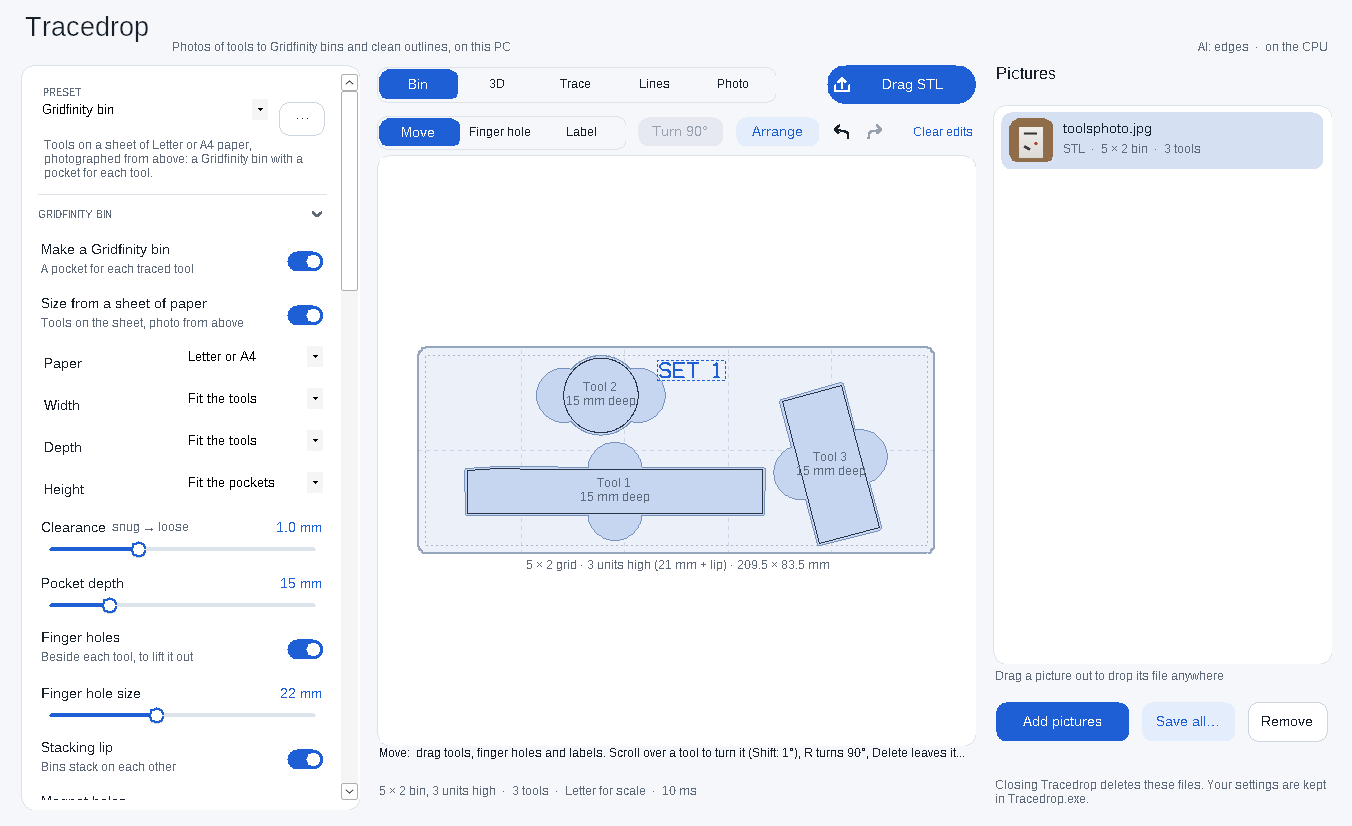 Tracedrop
Photos of tools to Gridfinity bins and clean outlines, on this PC
AI: edges · on the CPU
PRESET
Gridfinity bin
...
Tools on a sheet of Letter or A4 paper,
photographed from above: a Gridfinity bin with a
pocket for each tool.
GRIDFINITY BIN
Make a Gridfinity bin
A pocket for each traced tool
Size from a sheet of paper
Tools on the sheet, photo from above
Paper Letter or A4
Width Fit the tools
Depth Fit the tools
Height Fit the pockets
Clearance snug → loose 1.0 mm
Pocket depth 15 mm
Finger holes
Beside each tool, to lift it out
Finger hole size 22 mm
Stacking lip
Bins stack on each other
Bin 3D Trace Lines Photo
Drag STL
Move Finger hole Label
Turn 90°
Arrange
Clear edits
SET 1
Tool 2
15 mm deep
Tool 3
15 mm deep
Tool 1
15 mm deep
5 × 2 grid · 3 units high (21 mm + lip) · 209.5 × 83.5 mm
Move: drag tools, finger holes and labels. Scroll over a tool to turn it (Shift: 1°), R turns 90°, Delete leaves it...
5 × 2 bin, 3 units high · 3 tools · Letter for scale · 10 ms
Pictures
toolsphoto.jpg
STL · 5 × 2 bin · 3 tools
Drag a picture out to drop its file anywhere
Add pictures
Save all...
Remove
Closing Tracedrop deletes these files. Your settings are kept
in Tracedrop.exe.